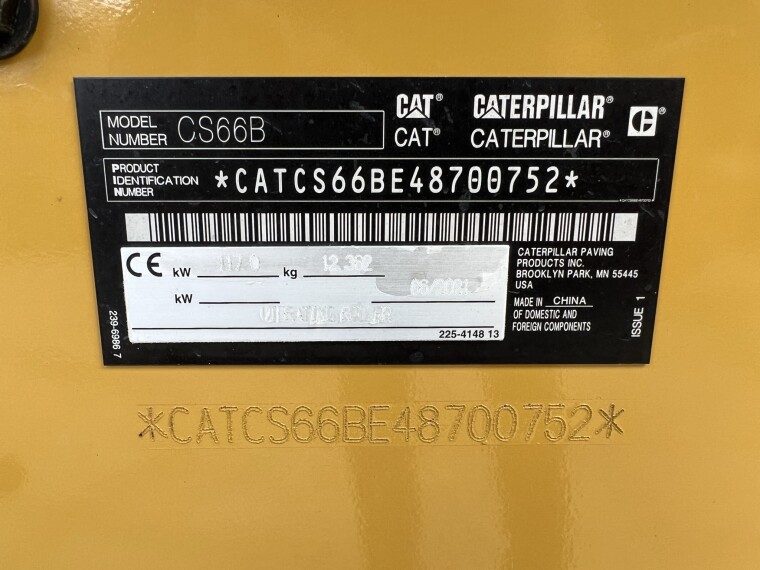 MODEL NUMBER CS66B
CAT® CATERPILLAR®
CAT® CATERPILLAR®
PRODUCT IDENTIFICATION NUMBER *CATCS66BE48700752*
CE kW kg 12 382
kW
225-4148 13
CATERPILLAR PAVING
PRODUCTS INC.
BROOKLYN PARK, MN 55445
USA
MADE IN CHINA
OF DOMESTIC AND
FOREIGN COMPONENTS
ISSUE 1
239-6986 7
*CATCS66BE48700752*